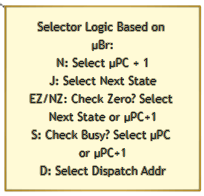 Selector Logic Based on
μBr:
N: Select μPC + 1
J: Select Next State
EZ/NZ: Check Zero? Select
Next State or μPC+1
S: Check Busy? Select μPC
or μPC+1
D: Select Dispatch Addr